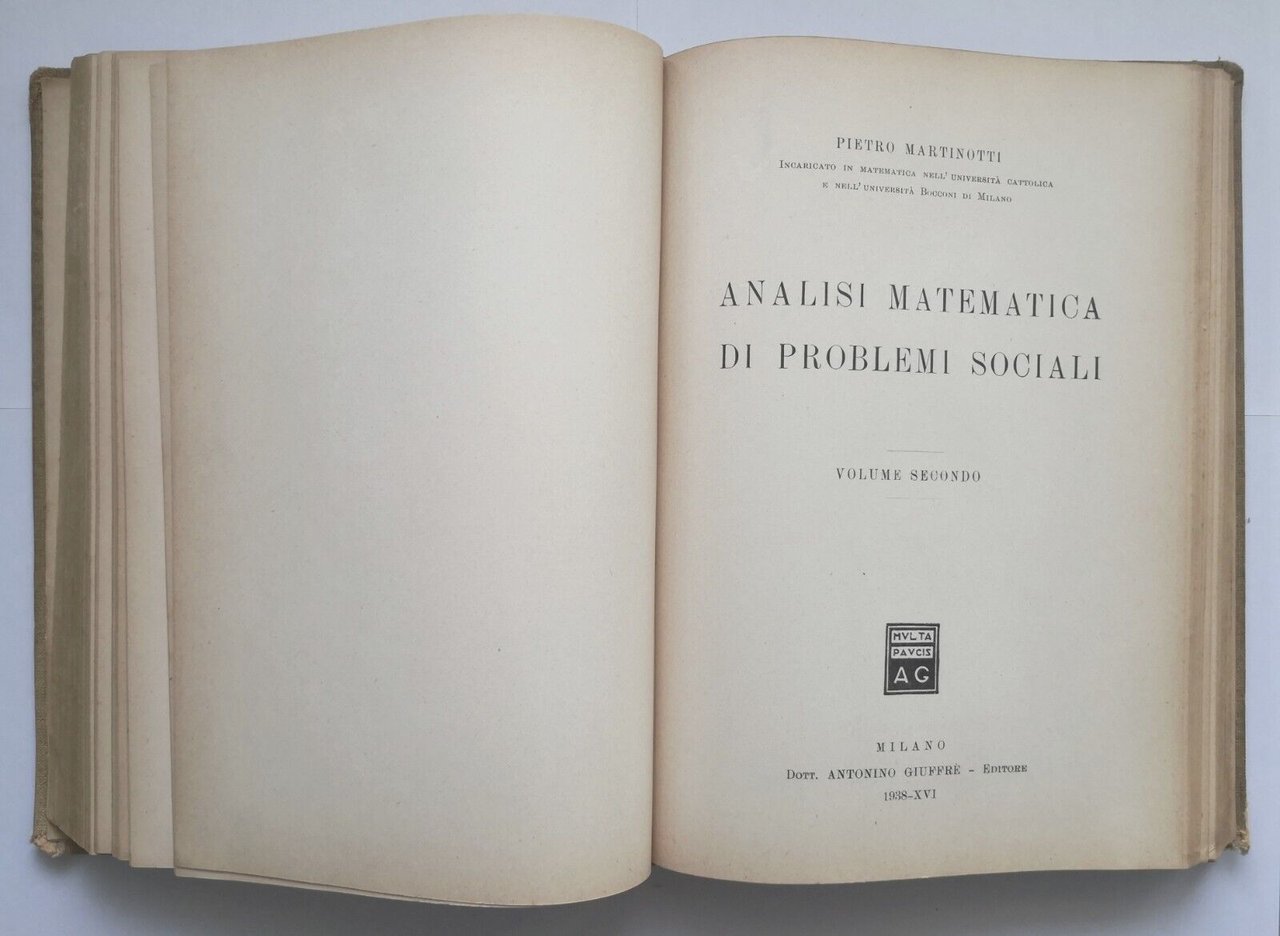 PIETRO MARTINOTTI
INCARICATO IN MATEMATICA NELL'UNIVERSITÀ CATTOLICA
E NELL'UNIVERSITÀ BOCCONI DI MILANO
ANALISI MATEMATICA
DI PROBLEMI SOCIALI
VOLUME SECONDO
MVLTA
PAVCIS
AG
MILANO
DOTT. ANTONINO GIUFFRÈ - EDITORE
1938-XVI